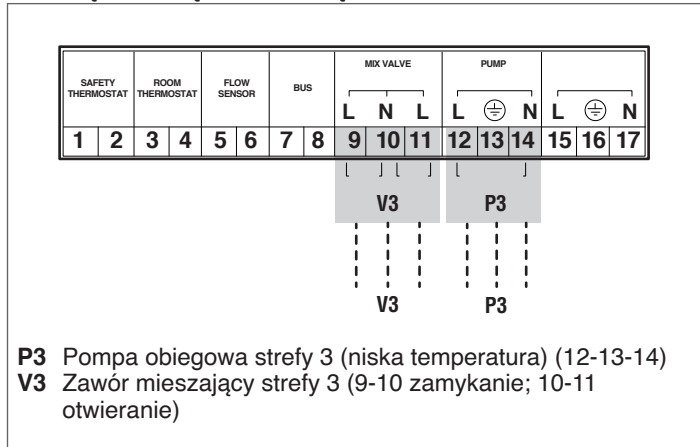 MIX VALVE PUMP
SAFETY THERMOSTAT ROOM THERMOSTAT FLOW SENSOR BUS
L N L L N L N
1 2 3 4 5 6 7 8 9 10 11 12 13 14 15 16 17
V3 P3
V3 P3
P3 Pompa obiegowa strefy 3 (niska temperatura) (12-13-14)
V3 Zawór mieszający strefy 3 (9-10 zamykanie; 10-11
otwieranie)